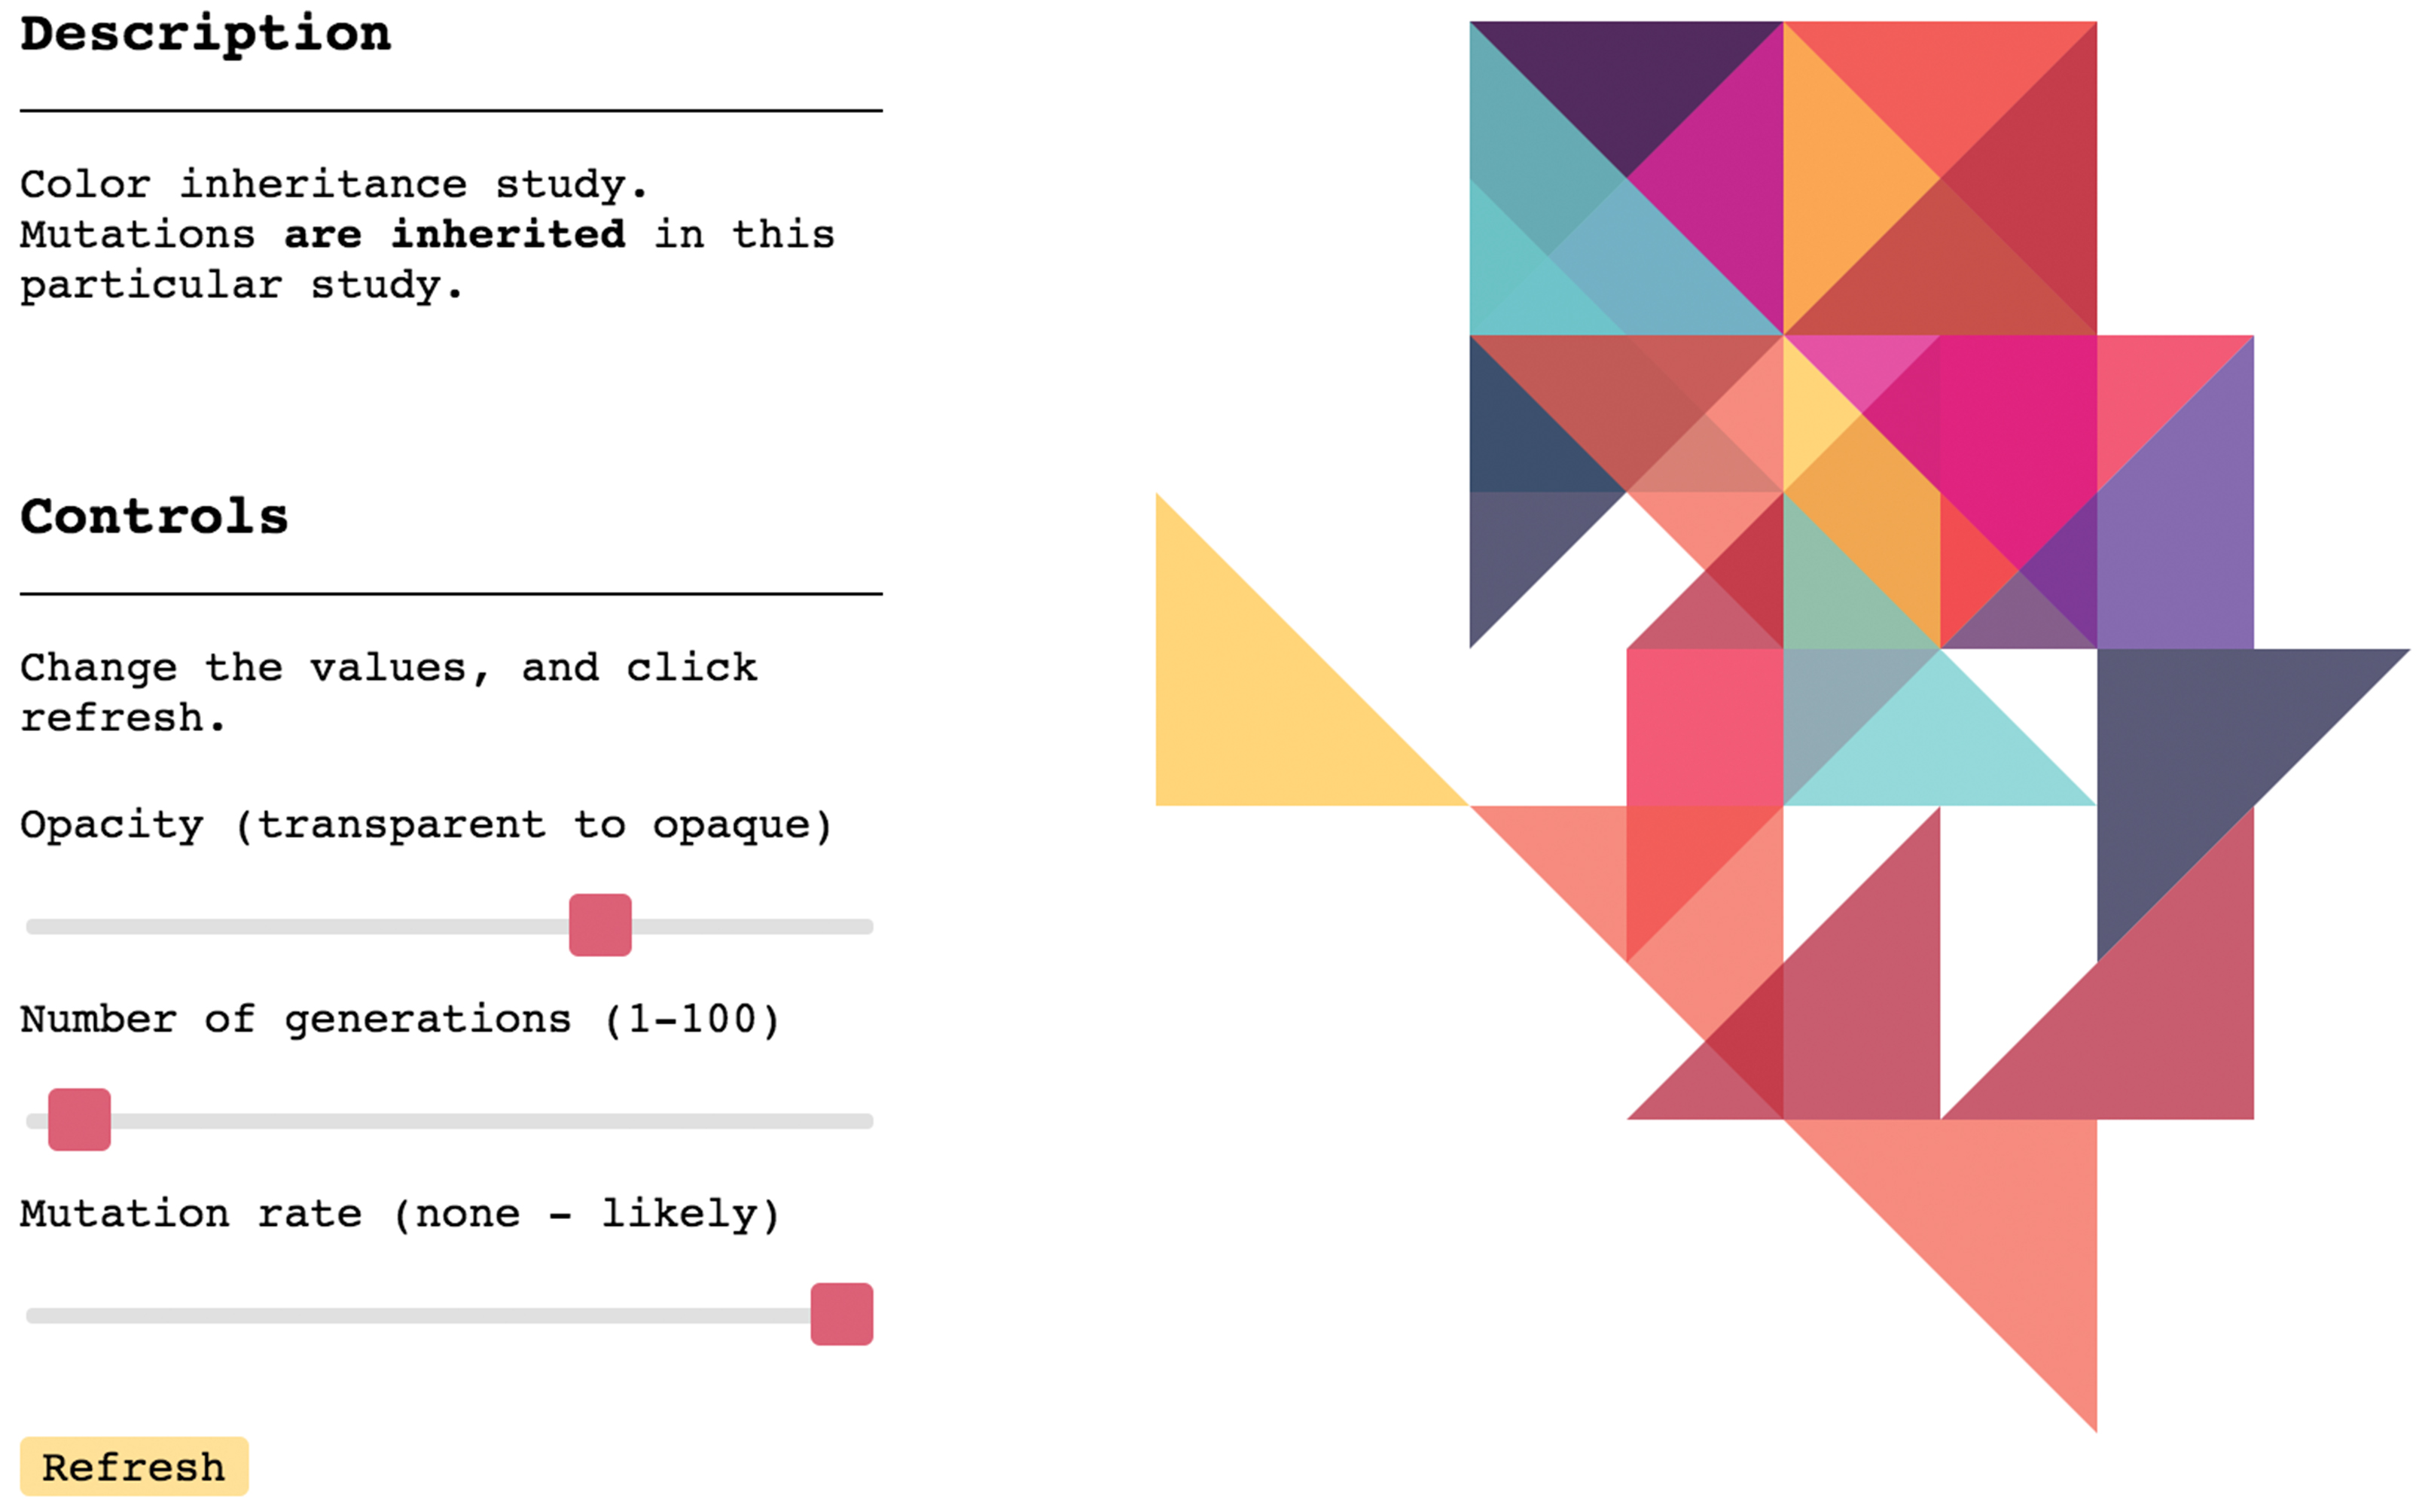 Description
Color inheritance study.
Mutations are inherited in this
particular study.
Controls
Change the values, and click
refresh.
Opacity (transparent to opaque)
Number of generations (1-100)
Mutation rate (none - likely)
Refresh